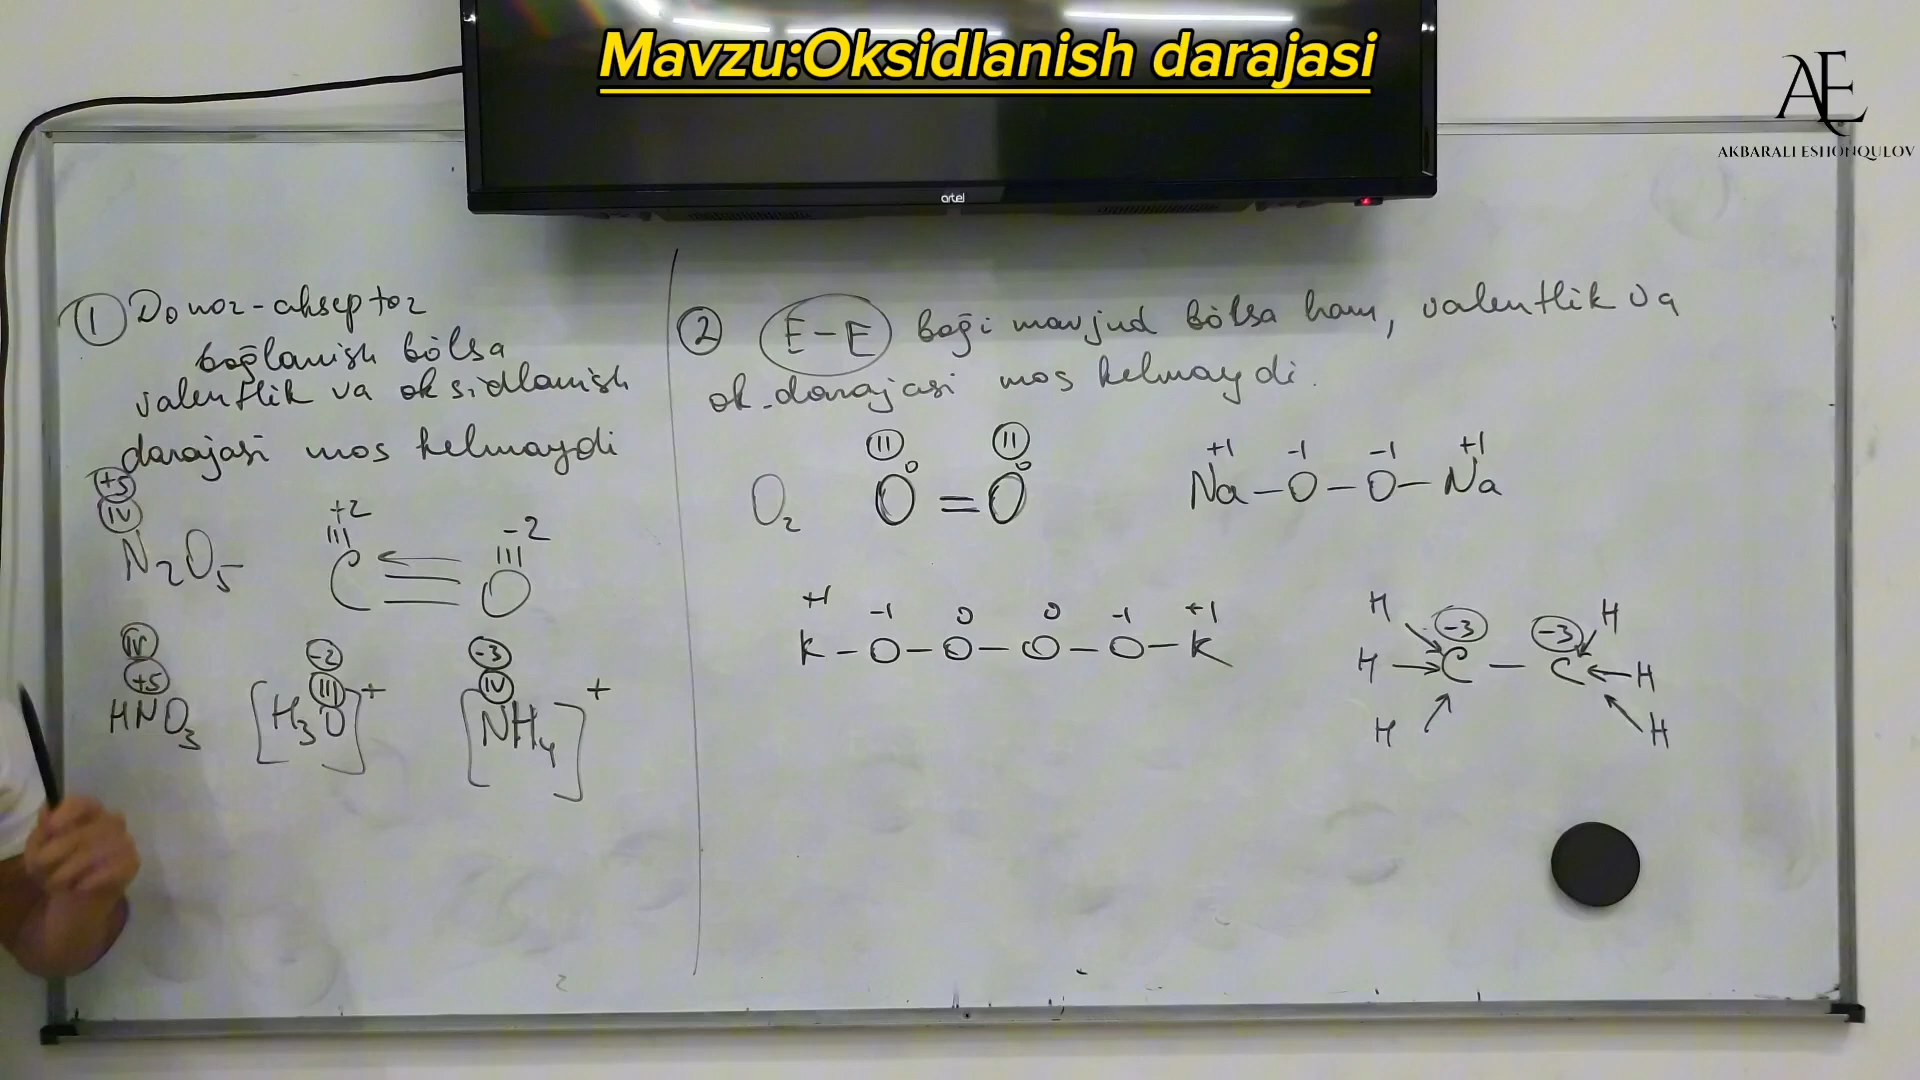 Mavzu:Oksidlanish darajasi
AE
AKBARALI ESHONQULOV
artel
① Donor-akseptor
bog̃lanish bo'lsa
valentlik va oksidlanish
darajasi mos kelmaydi
+5
IV
N₂O₅
+2 -2
III III
C O
IV
+5
HNO₃
-2
III
[H₃O]⁺
-3
IV
[NH₄]⁺
② E-E bog̃i mavjud bo'lsa ham, valentlik va
ok-darajasi mos kelmaydi.
II II
0 0
O₂ O=O
+1 -1 -1 +1
Na-O-O-Na
+1 -1 0 0 -1 +1
K-O-O-O-O-K
H -3 -3 H
H C - C H
H H